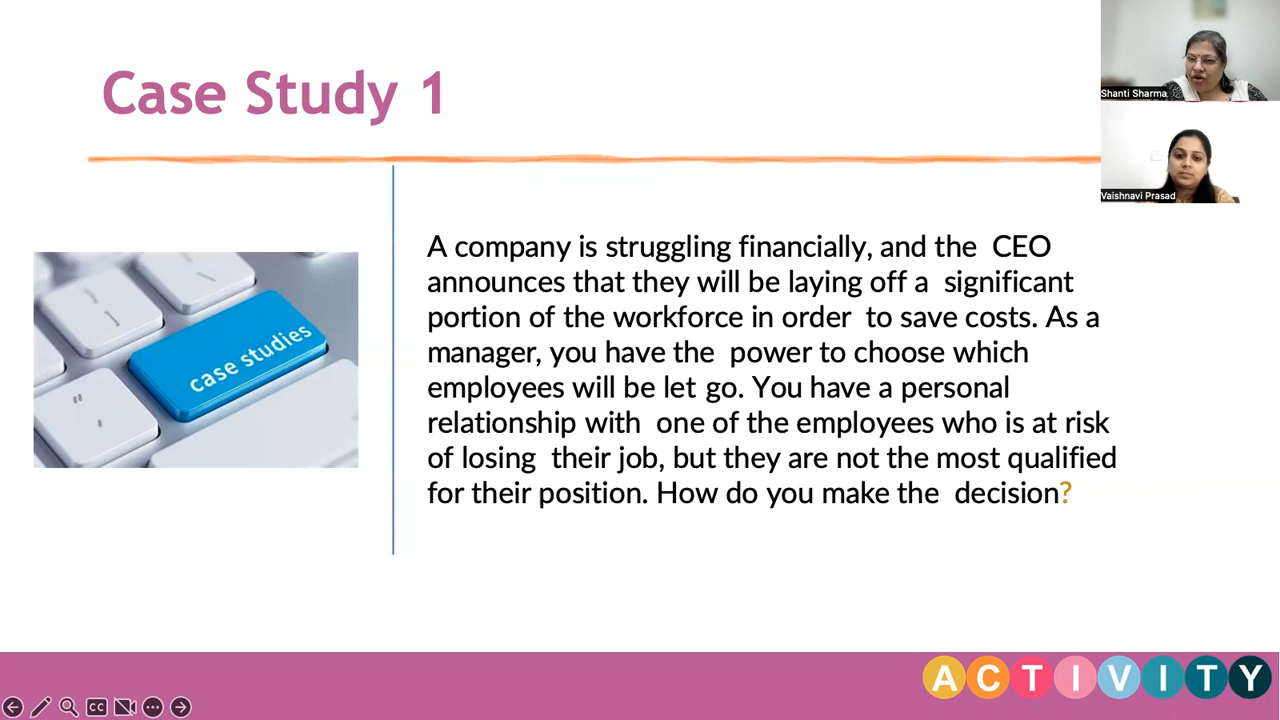 Case Study 1
Shanti Sharma
Vaishnavi Prasad
case studies
A company is struggling financially, and the CEO
announces that they will be laying off a significant
portion of the workforce in order to save costs. As a
manager, you have the power to choose which
employees will be let go. You have a personal
relationship with one of the employees who is at risk
of losing their job, but they are not the most qualified
for their position. How do you make the decision?
ACTIVITY
CC